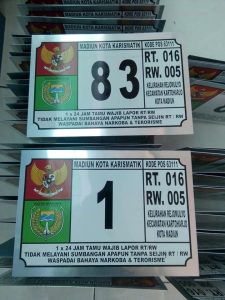 MADIUN KOTA KARISMATIK KODE POS 63111
83
RT. 016
RW. 005
KELURAHAN REJOMULYO
KECAMATAN KARTOHARJO
KOTA MADIUN
1 x 24 JAM TAMU WAJIB LAPOR RT/RW
TIDAK MELAYANI SUMBANGAN APAPUN TANPA SEIJIN RT / RW
WASPADAI BAHAYA NARKOBA & TERORISME
MADIUN KOTA KARISMATIK KODE POS 63111
1
RT. 016
RW. 005
KELURAHAN REJOMULYO
KECAMATAN KARTOHARJO
KOTA MADIUN
1 x 24 JAM TAMU WAJIB LAPOR RT/RW
TIDAK MELAYANI SUMBANGAN APAPUN TANPA SEIJIN RT / RW
WASPADAI BAHAYA NARKOBA & TERORISME